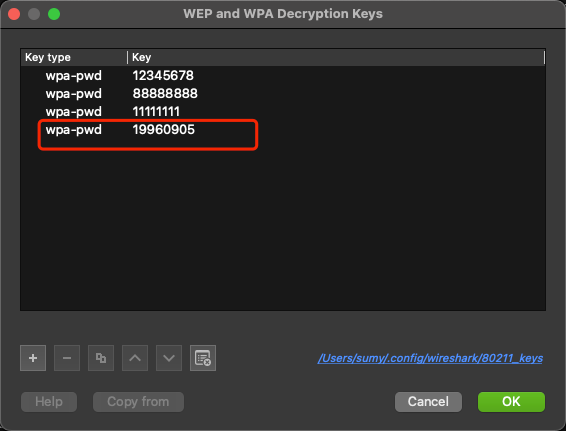 WEP and WPA Decryption Keys
Key type Key
wpa-pwd 12345678
wpa-pwd 88888888
wpa-pwd 11111111
wpa-pwd 19960905
/Users/sumy/.config/wireshark/80211_keys
Help Copy from Cancel OK